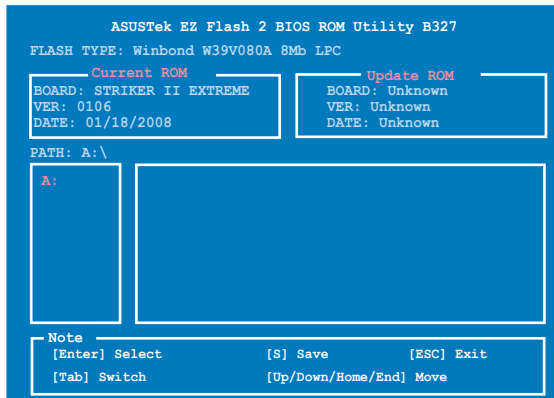 ASUSTek EZ Flash 2 BIOS ROM Utility B327
FLASH TYPE: Winbond W39V080A 8Mb LPC
Current ROM
BOARD: STRIKER II EXTREME
VER: 0106
DATE: 01/18/2008
Update ROM
BOARD: Unknown
VER: Unknown
DATE: Unknown
PATH: A:\
A:
Note
[Enter] Select [S] Save [ESC] Exit
[Tab] Switch [Up/Down/Home/End] Move